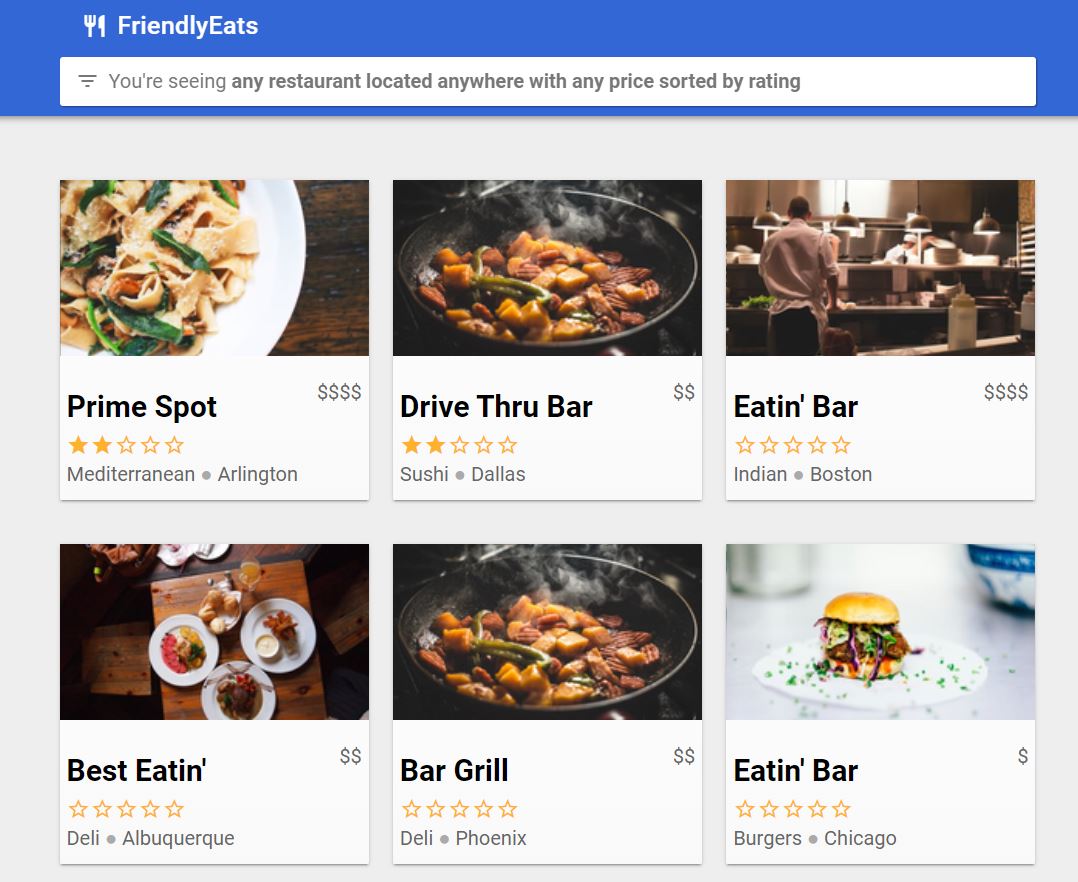 FriendlyEats
You're seeing any restaurant located anywhere with any price sorted by rating
$$$$
Prime Spot
Mediterranean ● Arlington
$$
Drive Thru Bar
Sushi ● Dallas
$$$$
Eatin' Bar
Indian ● Boston
$$
Best Eatin'
Deli ● Albuquerque
$$
Bar Grill
Deli ● Phoenix
$
Eatin' Bar
Burgers ● Chicago